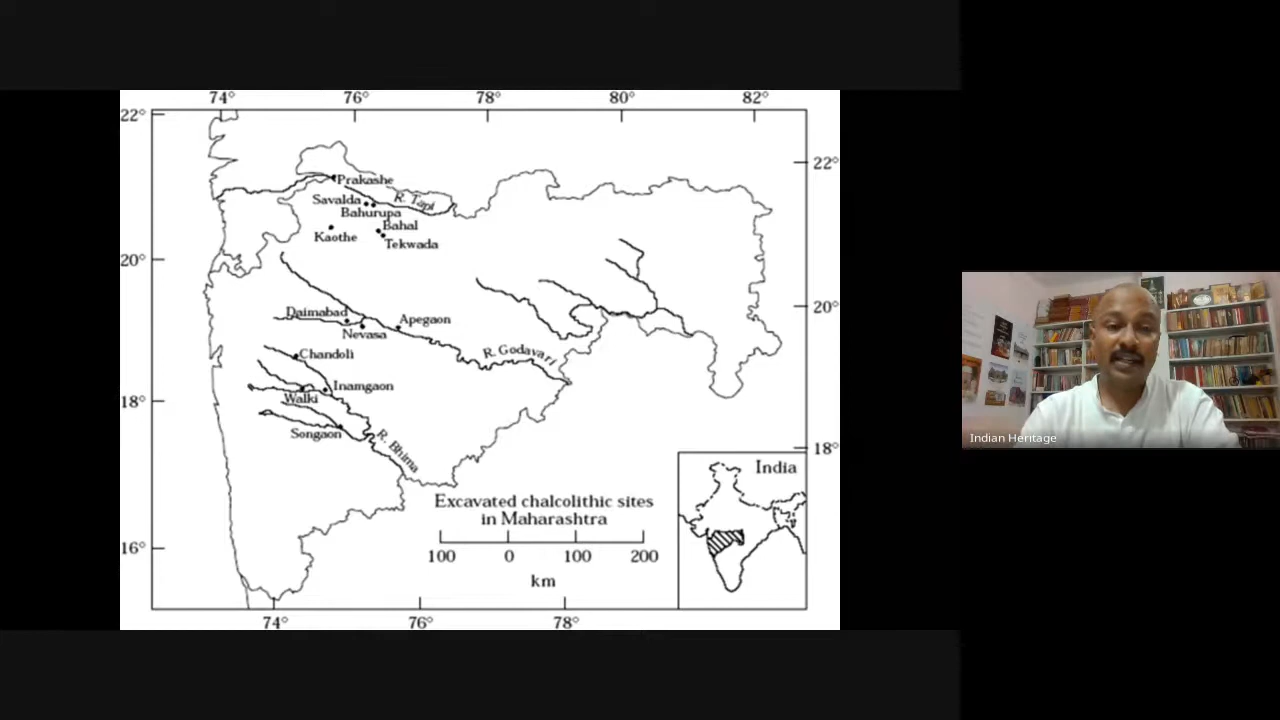 74° 76° 78° 80° 82°
22°
22°
Prakashe
R. Tapi
Savalda
Bahurupa
Bahal
Kaothe
Tekwada
20°
20°
Daimabad
Apegaon
Nevasa
R. Godavari
Chandoli
Inamgaon
18°
Walki
Songaon
R. Bhima
18°
India
Excavated chalcolithic sites
in Maharashtra
100 0 100 200
km
16°
74° 76° 78°
Indian Heritage